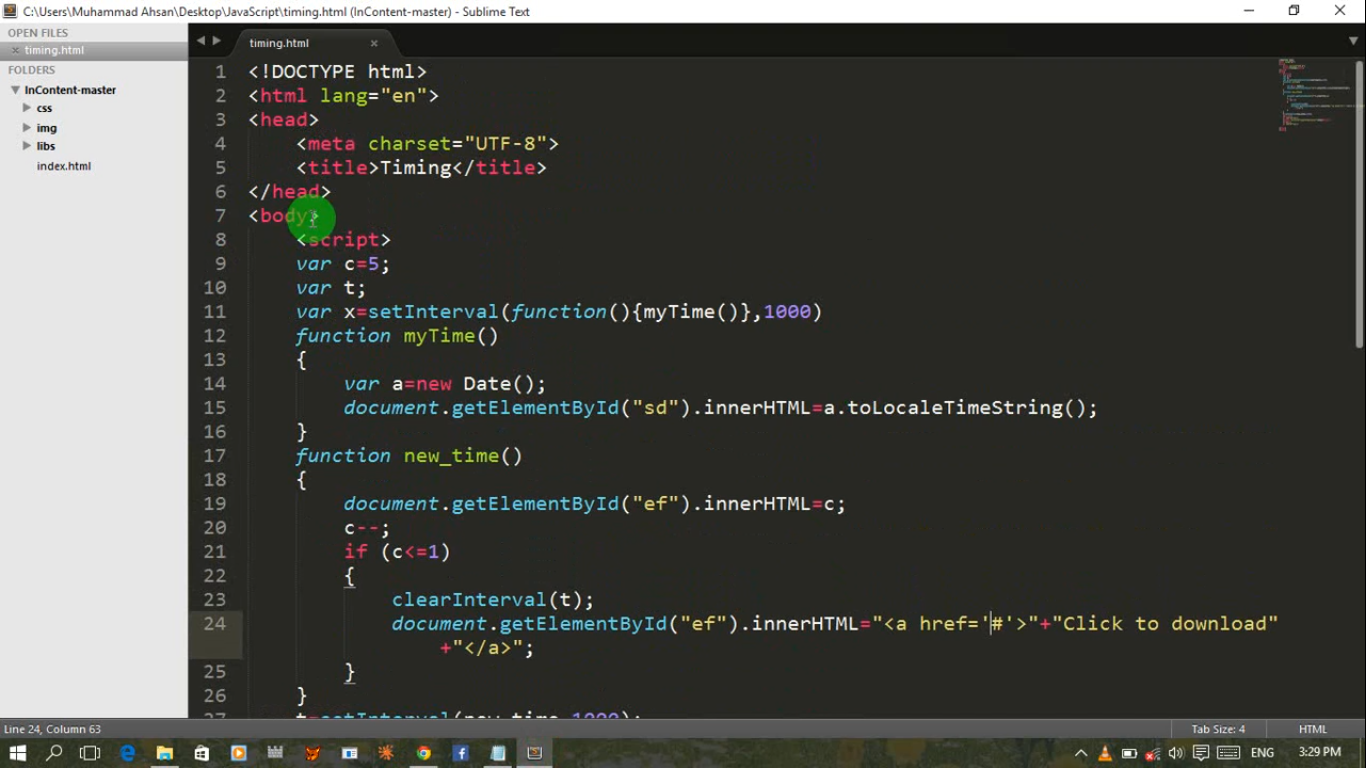 C:\Users\Muhammad Ahsan\Desktop\JavaScript\timing.html (InContent-master) - Sublime Text
OPEN FILES
timing.html
FOLDERS
InContent-master
css
img
libs
index.html
timing.html
1 <!DOCTYPE html>
2 <html lang="en">
3 <head>
4 <meta charset="UTF-8">
5 <title>Timing</title>
6 </head>
7 <body>
8 <script>
9 var c=5;
10 var t;
11 var x=setInterval(function(){myTime()},1000)
12 function myTime()
13 {
14 var a=new Date();
15 document.getElementById("sd").innerHTML=a.toLocaleTimeString();
16 }
17 function new_time()
18 {
19 document.getElementById("ef").innerHTML=c;
20 c--;
21 if (c<=1)
22 {
23 clearInterval(t);
24 document.getElementById("ef").innerHTML="<a href='#'>"+"Click to download"
+"</a>";
25 }
26 }
27 t=setInterval(new_time,1000);
Line 24, Column 63
Tab Size: 4
HTML
ENG
3:29 PM